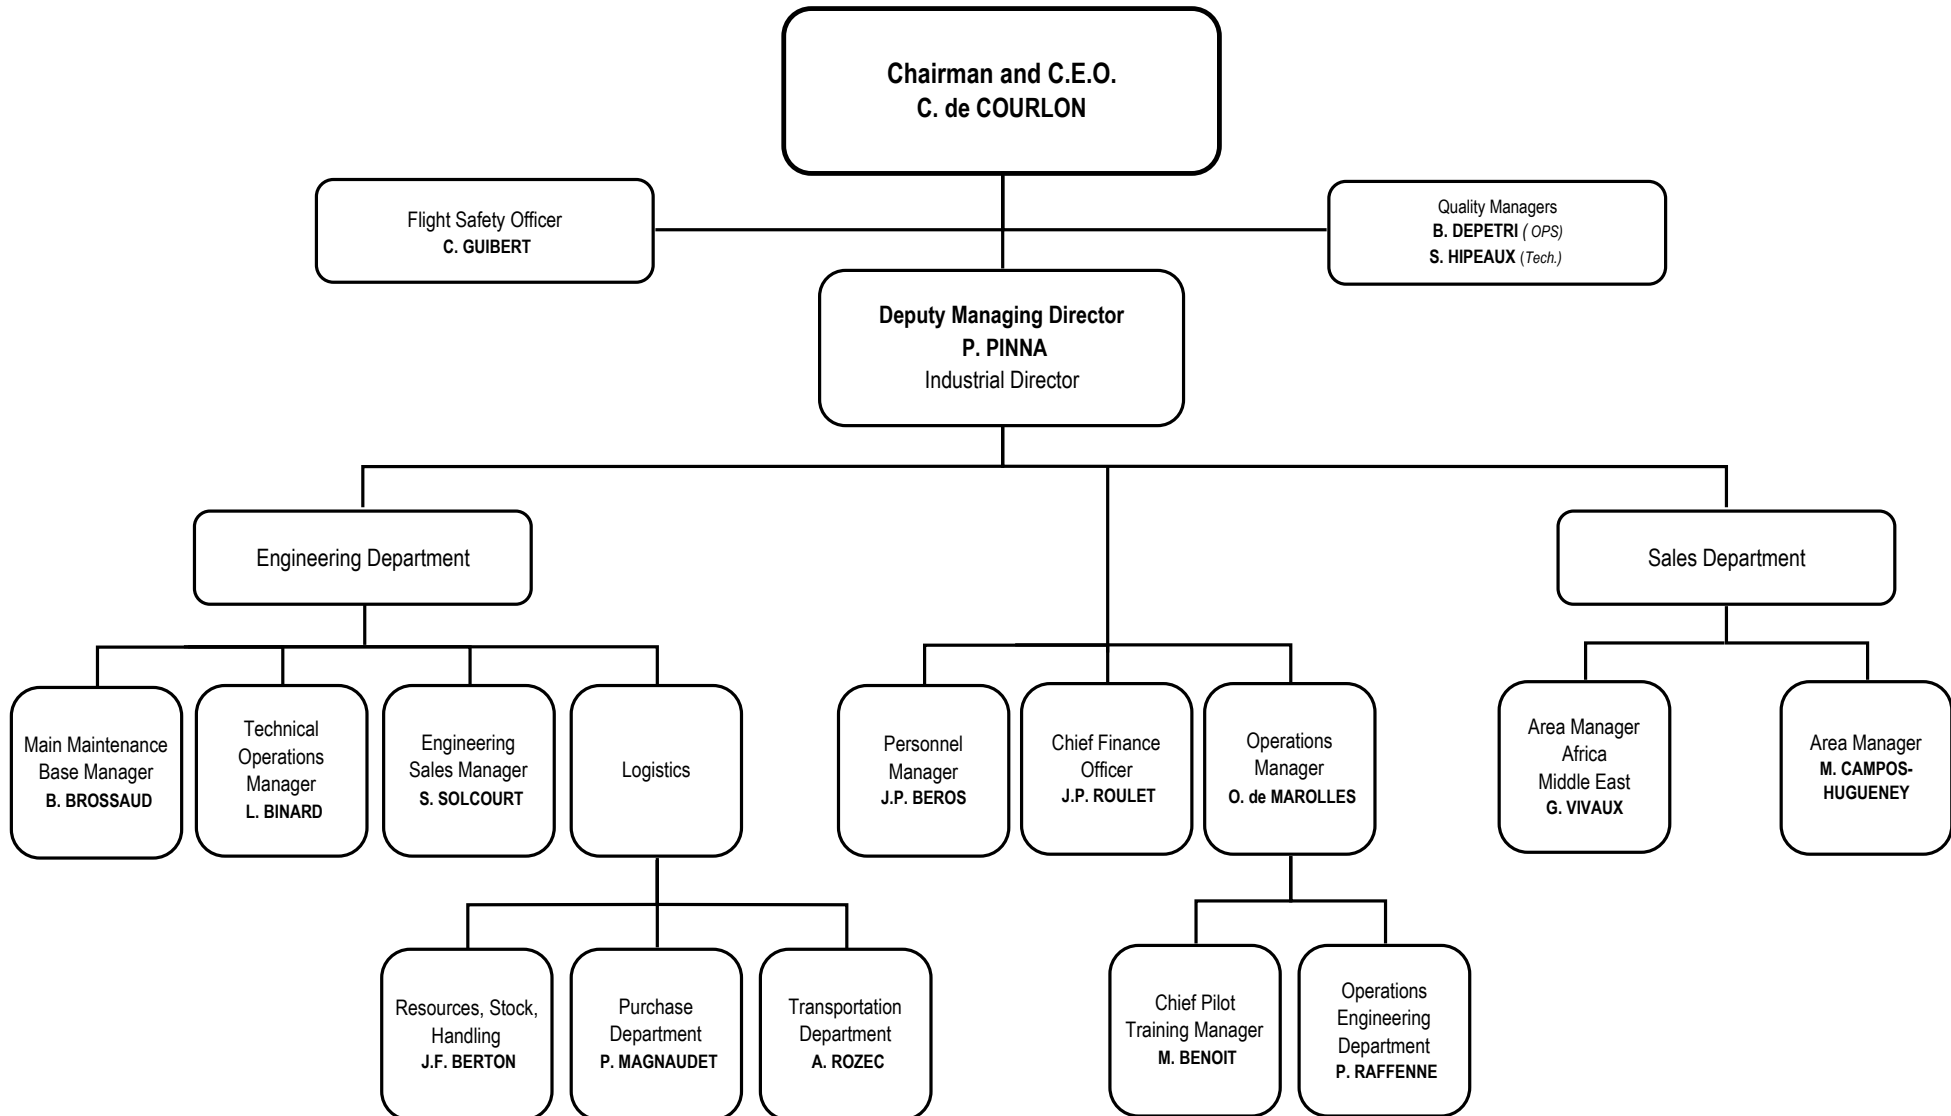 Chairman and C.E.O.
C. de COURLON
Flight Safety Officer
C. GUIBERT
Quality Managers
B. DEPETRI ( OPS)
S. HIPEAUX (Tech.)
Deputy Managing Director
P. PINNA
Industrial Director
Engineering Department
Sales Department
Main Maintenance
Base Manager
B. BROSSAUD
Technical
Operations
Manager
L. BINARD
Engineering
Sales Manager
S. SOLCOURT
Logistics
Personnel
Manager
J.P. BEROS
Chief Finance
Officer
J.P. ROULET
Operations
Manager
O. de MAROLLES
Area Manager
Africa
Middle East
G. VIVAUX
Area Manager
M. CAMPOS-
HUGUENEY
Resources, Stock,
Handling
J.F. BERTON
Purchase
Department
P. MAGNAUDET
Transportation
Department
A. ROZEC
Chief Pilot
Training Manager
M. BENOIT
Operations
Engineering
Department
P. RAFFENNE